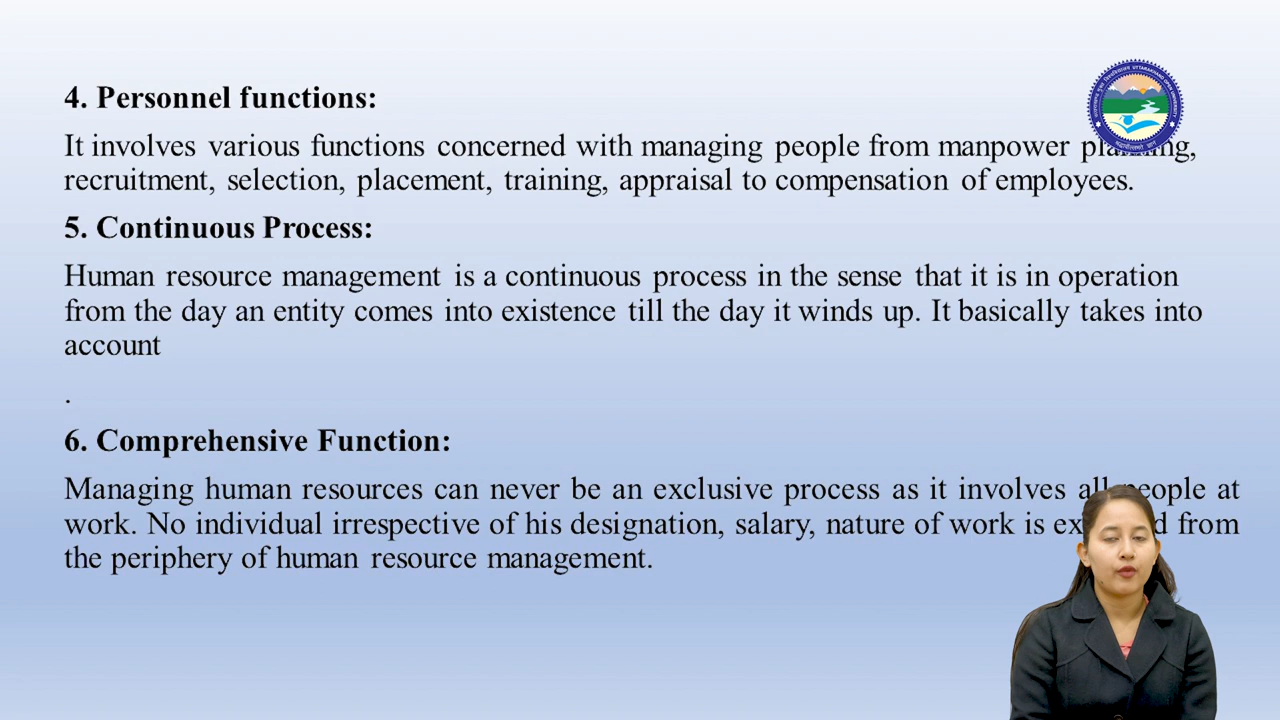 4. Personnel functions:
It involves various functions concerned with managing people from manpower
recruitment, selection, placement, training, appraisal to compensation of employees.
5. Continuous Process:
Human resource management is a continuous process in the sense that it is in operation
from the day an entity comes into existence till the day it winds up. It basically takes into
account
.
6. Comprehensive Function:
Managing human resources can never be an exclusive process as it involves all people at
work. No individual irrespective of his designation, salary, nature of work is from
the periphery of human resource management.